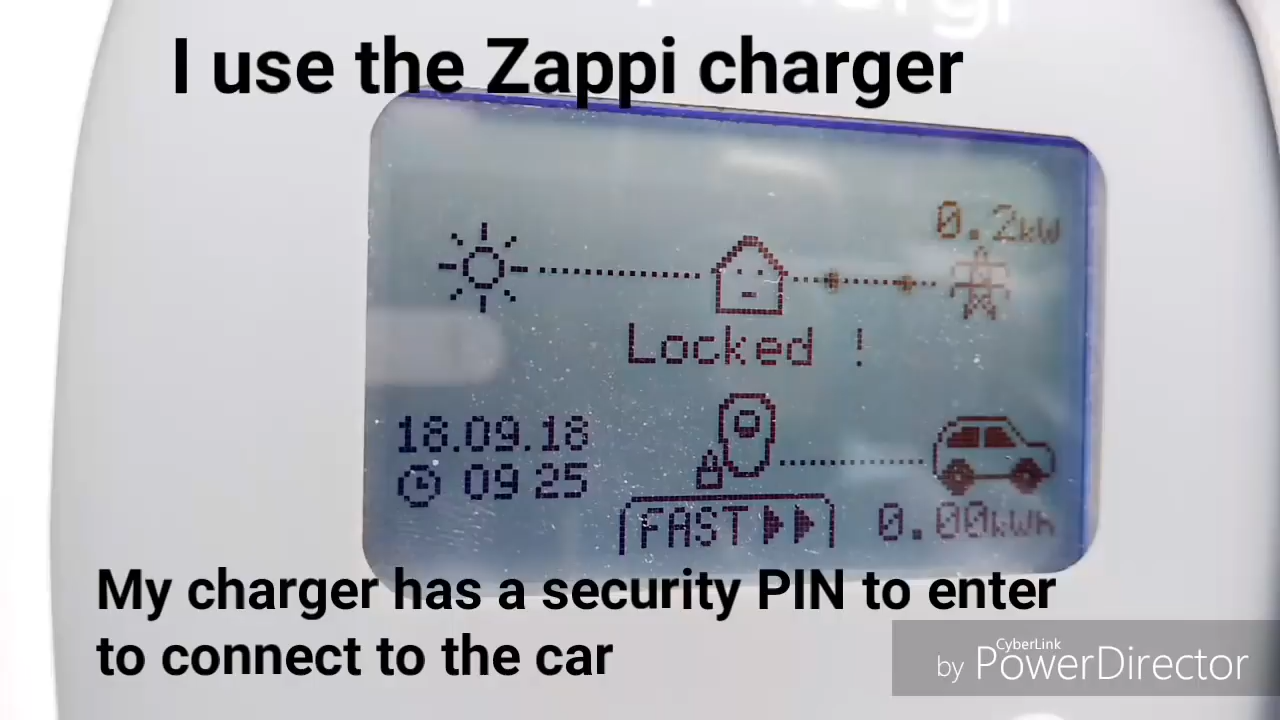 I use the Zappi charger
0.2kW
Locked !
18.09.18
09 25
FAST
0.00kWh
My charger has a security PIN to enter
to connect to the car
CyberLink
by PowerDirector